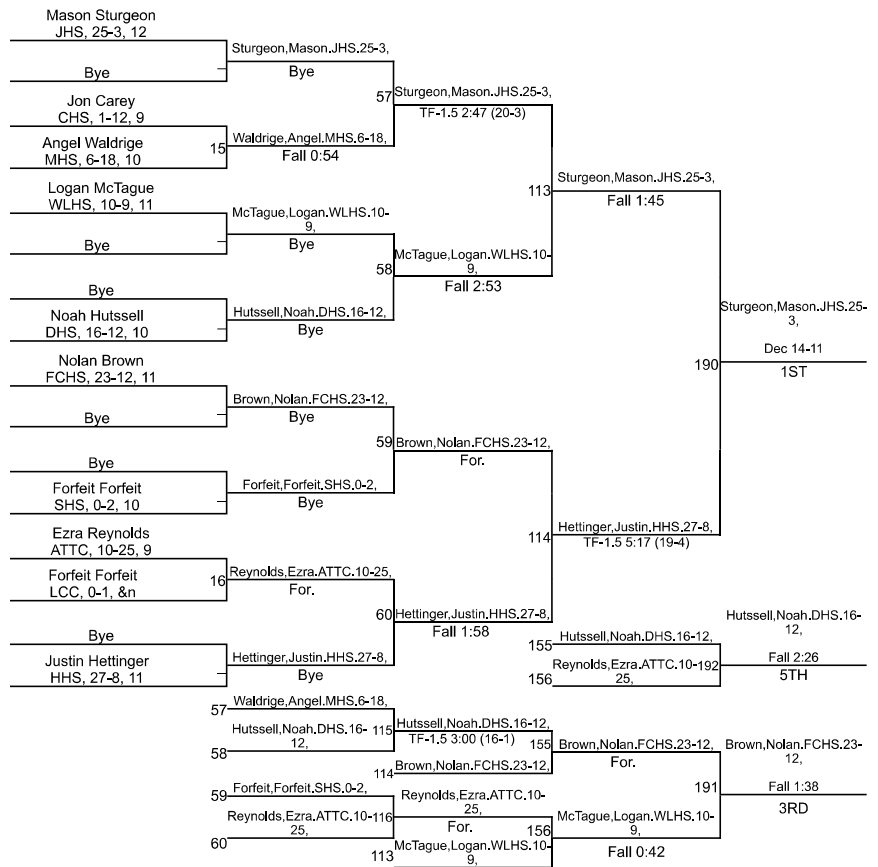 Mason Sturgeon
JHS, 25-3, 12
Bye
Jon Carey
CHS, 1-12, 9
Angel Waldrige
MHS, 6-18, 10
Logan McTague
WLHS, 10-9, 11
Bye
Bye
Noah Hutssell
DHS, 16-12, 10
Nolan Brown
FCHS, 23-12, 11
Bye
Bye
Forfeit Forfeit
SHS, 0-2, 10
Ezra Reynolds
ATTC, 10-25, 9
Forfeit Forfeit
LCC, 0-1, &n
Bye
Justin Hettinger
HHS, 27-8, 11
Sturgeon,Mason.JHS.25-3,
Bye
15
Waldrige,Angel.MHS.6-18,
Fall 0:54
McTague,Logan.WLHS.10-
9,
Bye
Hutssell,Noah.DHS.16-12,
Bye
Brown,Nolan.FCHS.23-12,
Bye
Forfeit,Forfeit.SHS.0-2,
Bye
16
Reynolds,Ezra.ATTC.10-25,
For.
Hettinger,Justin.HHS.27-8,
Bye
57
Sturgeon,Mason.JHS.25-3,
TF-1.5 2:47 (20-3)
58
McTague,Logan.WLHS.10-
9,
Fall 2:53
59
Brown,Nolan.FCHS.23-12,
For.
60
Hettinger,Justin.HHS.27-8,
Fall 1:58
113
Sturgeon,Mason.JHS.25-3,
Fall 1:45
114
Hettinger,Justin.HHS.27-8,
TF-1.5 5:17 (19-4)
190
Sturgeon,Mason.JHS.25-
3,
Dec 14-11
1ST
155
Hutssell,Noah.DHS.16-12,
156
Reynolds,Ezra.ATTC.10-
25,
192
Hutssell,Noah.DHS.16-
12,
Fall 2:26
5TH
57
Waldrige,Angel.MHS.6-18,
58
Hutssell,Noah.DHS.16-
12,
115
Hutssell,Noah.DHS.16-12,
TF-1.5 3:00 (16-1)
114
Brown,Nolan.FCHS.23-12,
155
Brown,Nolan.FCHS.23-12,
For.
59
Forfeit,Forfeit.SHS.0-2,
60
Reynolds,Ezra.ATTC.10-
25,
116
Reynolds,Ezra.ATTC.10-
25,
For.
113
McTague,Logan.WLHS.10-
9,
156
McTague,Logan.WLHS.10-
9,
Fall 0:42
191
Brown,Nolan.FCHS.23-
12,
Fall 1:38
3RD